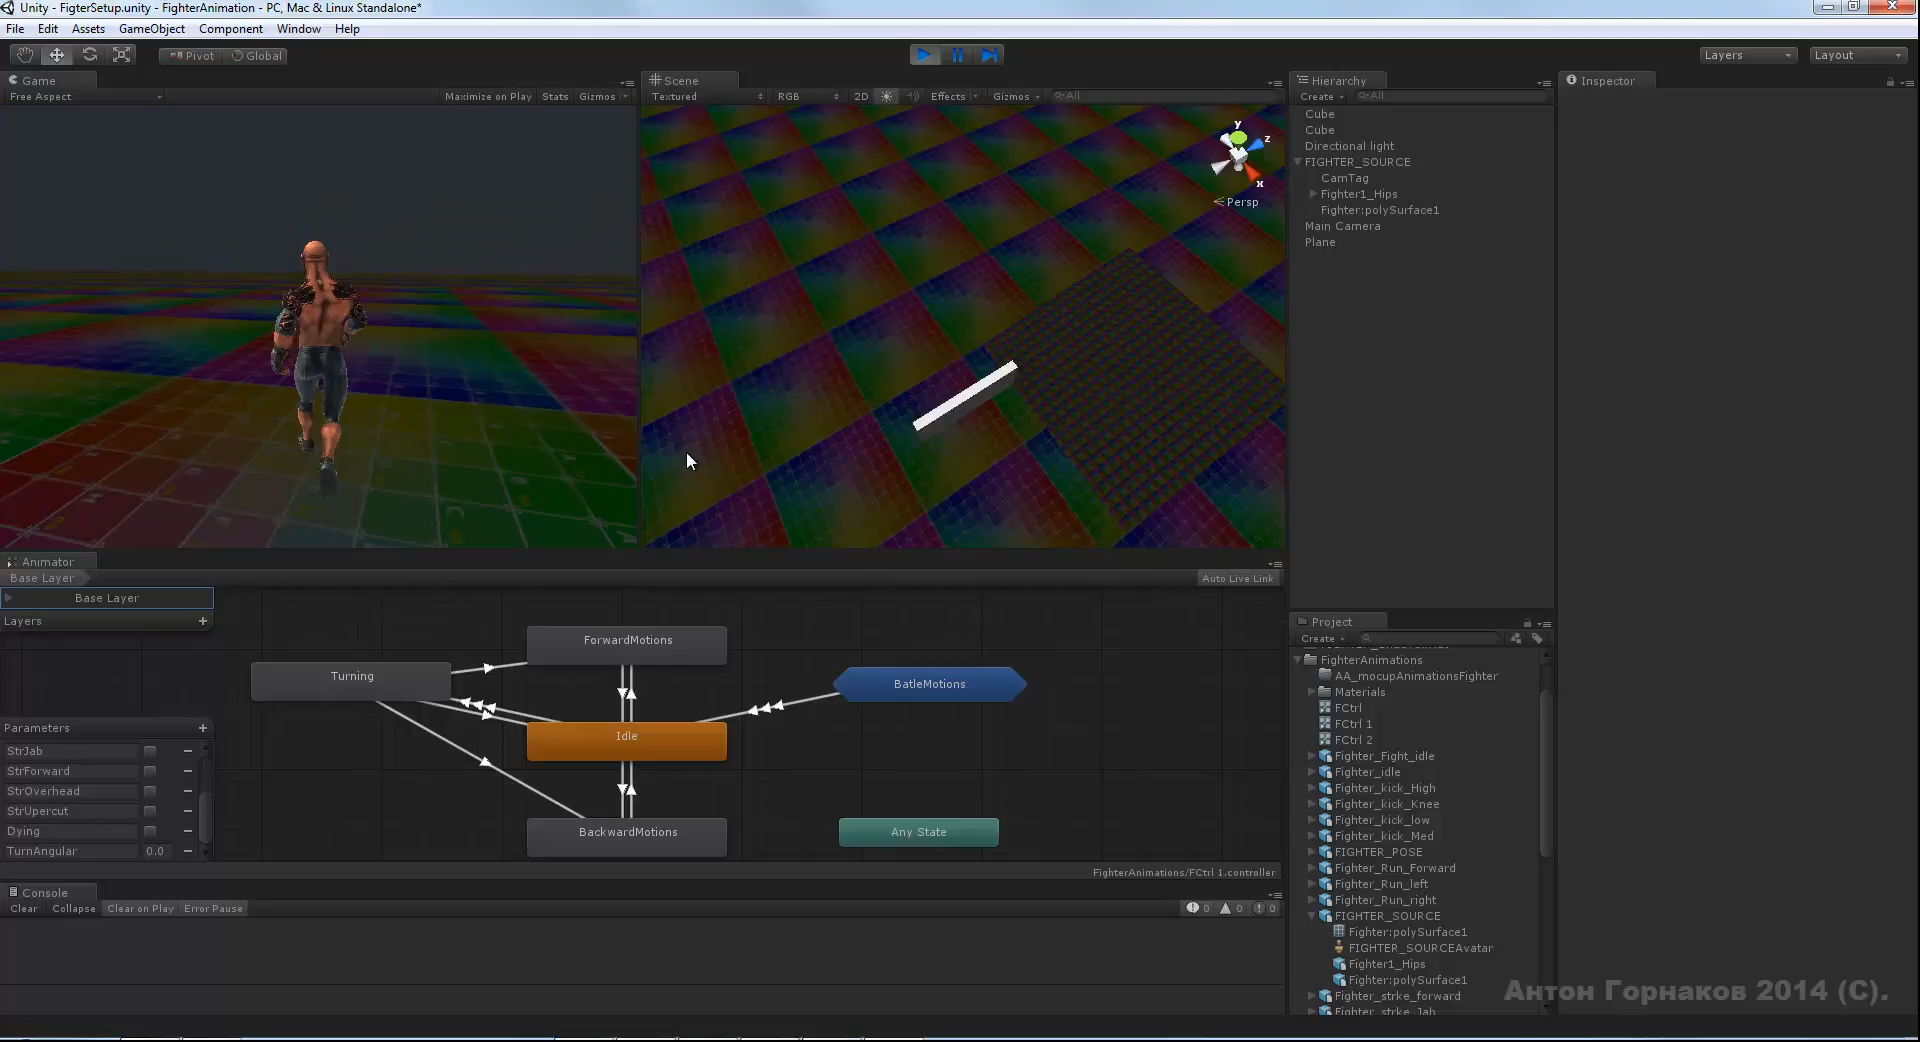 Unity - FigterSetup.unity - FighterAnimation - PC, Mac & Linux Standalone*
File Edit Assets GameObject Component Window Help
Pivot Global
Layers Layout
Game
Free Aspect Maximize on Play Stats Gizmos
Scene
Textured RGB 2D Effects Gizmos All
y
z
x
Persp
Hierarchy
Create All
Cube
Cube
Directional light
FIGHTER_SOURCE
CamTag
Fighter1_Hips
Fighter:polySurface1
Main Camera
Plane
Inspector
Animator
Base Layer
Auto Live Link
Base Layer
Layers
Parameters
StrJab
StrForward
StrOverhead
StrUpercut
Dying
TurnAngular 0.0
ForwardMotions
Turning
BatleMotions
Idle
BackwardMotions
Any State
FighterAnimations/FCtrl 1.controller
Console
Clear Collapse Clear on Play Error Pause
0 0 0
Project
Create
FighterAnimations
AA_mocupAnimationsFighter
Materials
FCtrl
FCtrl 1
FCtrl 2
Fighter_Fight_idle
Fighter_idle
Fighter_kick_High
Fighter_kick_Knee
Fighter_kick_low
Fighter_kick_Med
FIGHTER_POSE
Fighter_Run_Forward
Fighter_Run_left
Fighter_Run_right
FIGHTER_SOURCE
Fighter:polySurface1
FIGHTER_SOURCEAvatar
Fighter1_Hips
Fighter:polySurface1
Fighter_strke_forward
Fighter_strke_Jab
Антон Горнаков 2014 (C).